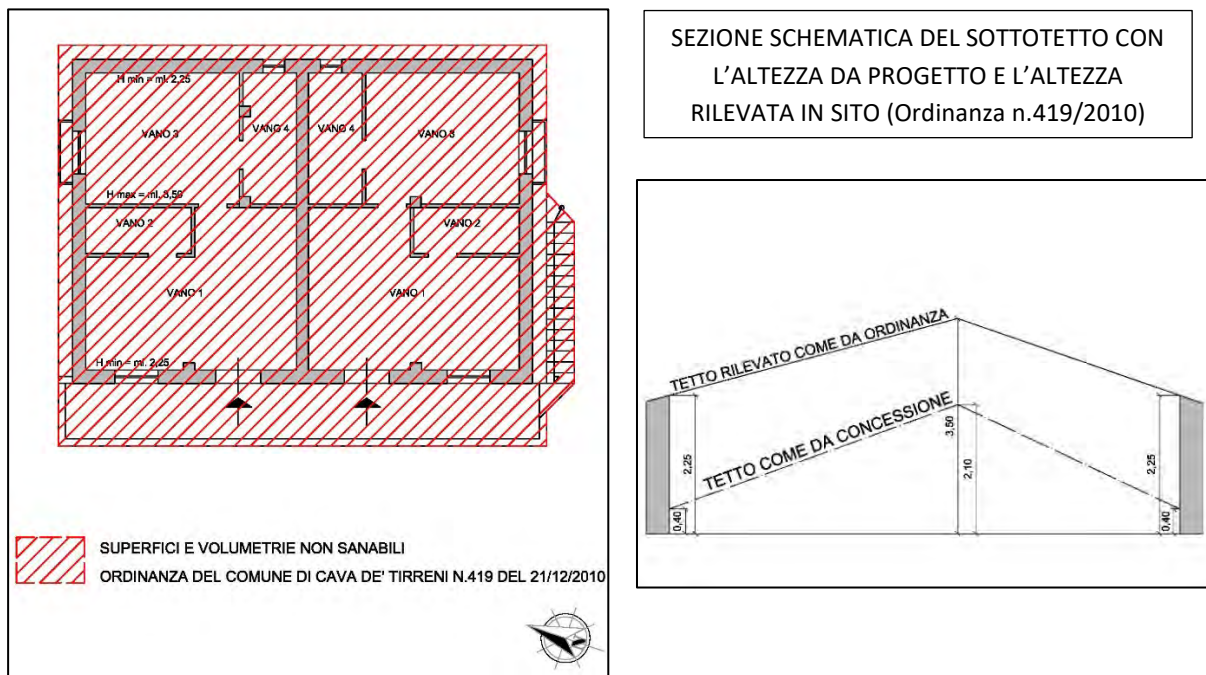 H min = ml. 2,25
VANO 3
VANO 4
VANO 4
VANO 3
H max = ml. 3,50
VANO 2
VANO 2
VANO 1
VANO 1
H min = ml. 2,25
SUPERFICI E VOLUMETRIE NON SANABILI
ORDINANZA DEL COMUNE DI CAVA DE' TIRRENI N.419 DEL 21/12/2010
SEZIONE SCHEMATICA DEL SOTTOTETTO CON
L'ALTEZZA DA PROGETTO E L'ALTEZZA
RILEVATA IN SITO (Ordinanza n.419/2010)
TETTO RILEVATO COME DA ORDINANZA
TETTO COME DA CONCESSIONE
2,25
0,40
3,50
2,10
2,25
0,40